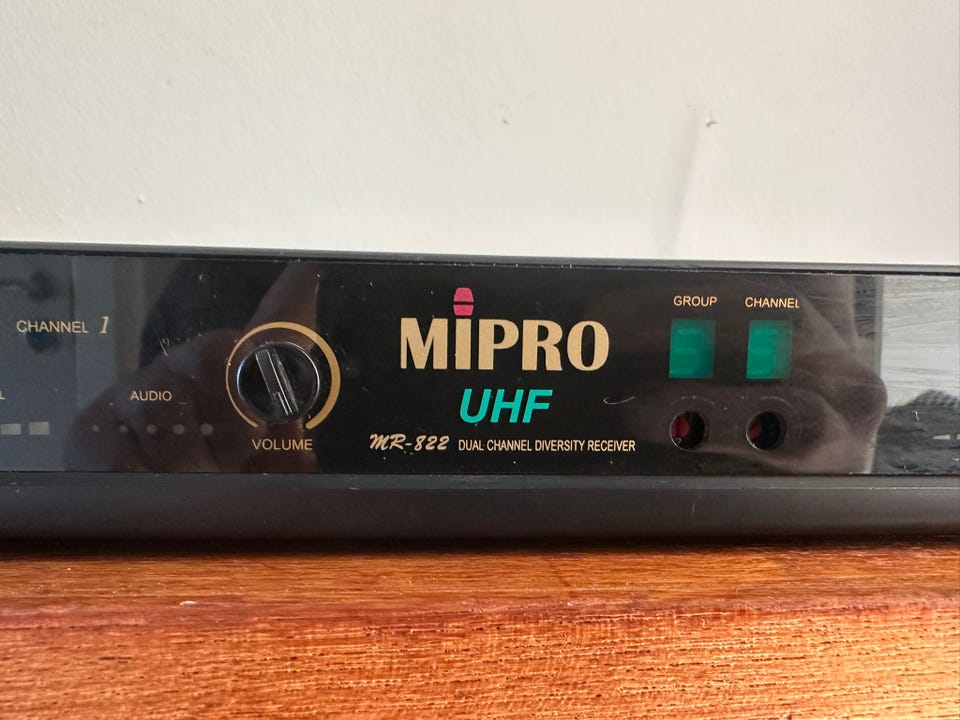 CHANNEL 1
AUDIO
VOLUME
MiPRO
UHF
MR-822 DUAL CHANNEL DIVERSITY RECEIVER
GROUP CHANNEL